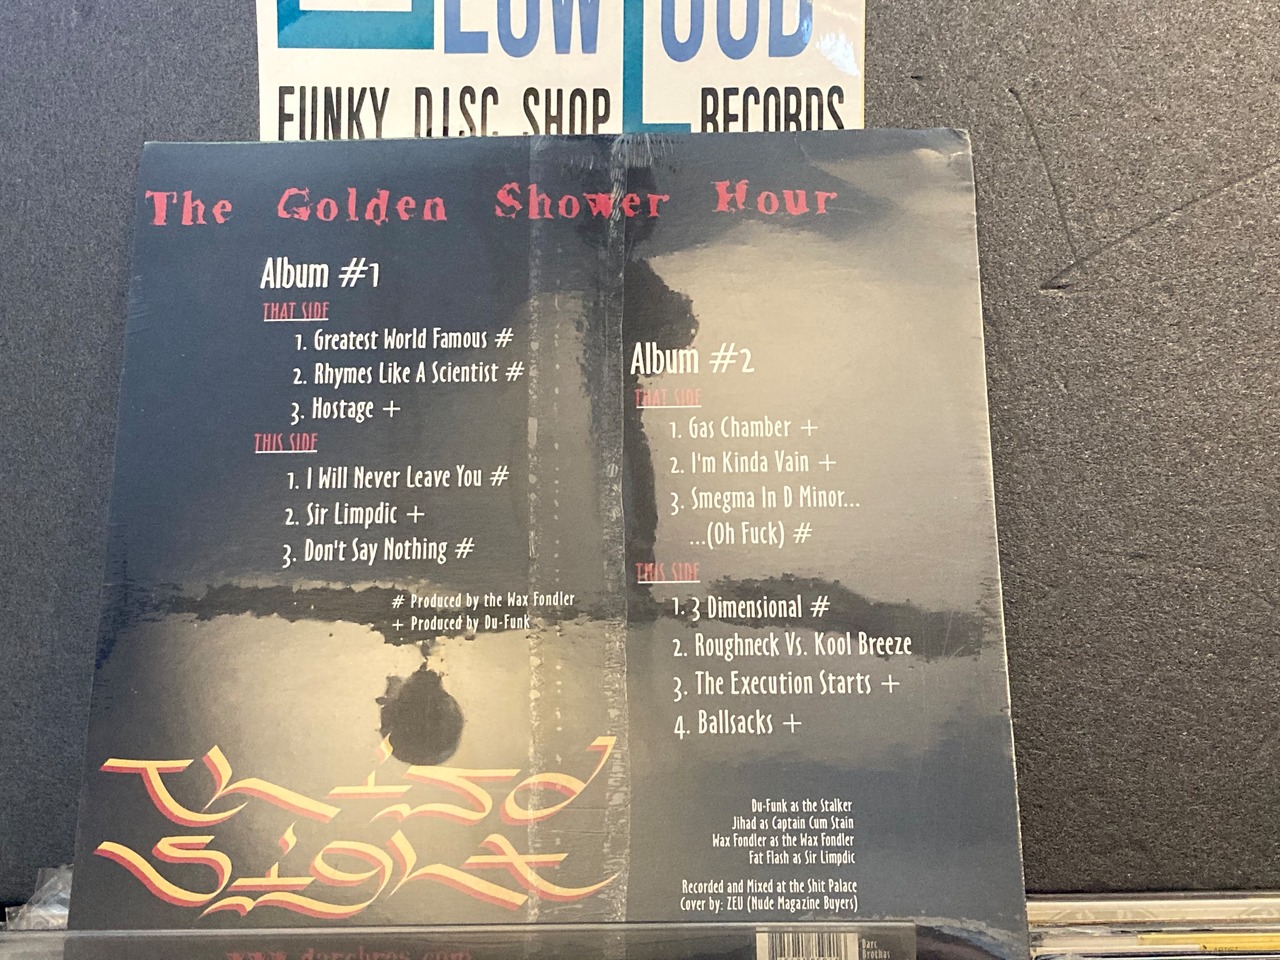 FUNKY DISC SHOP RECORDS
The Golden Shower Hour
Album #1
THAT SIDE
1. Greatest World Famous #
2. Rhymes Like A Scientist #
3. Hostage +
THIS SIDE
1. I Will Never Leave You #
2. Sir Limpdic +
3. Don't Say Nothing #
# Produced by the Wax Fondler
+ Produced by Du-Funk
Album #2
THAT SIDE
1. Gas Chamber +
2. I'm Kinda Vain +
3. Smegma In D Minor...
...(Oh Fuck) #
THIS SIDE
1. 3 Dimensional #
2. Roughneck Vs. Kool Breeze
3. The Execution Starts +
4. Ballsacks +
Third
Sight
Du-Funk as the Stalker
Jihad as Captain Cum Stain
Wax Fondler as the Wax Fondler
Fat Flash as Sir Limpdic
Recorded and Mixed at the Shit Palace
Cover by: ZEU (Nude Magazine Buyers)
Darc
Brothas